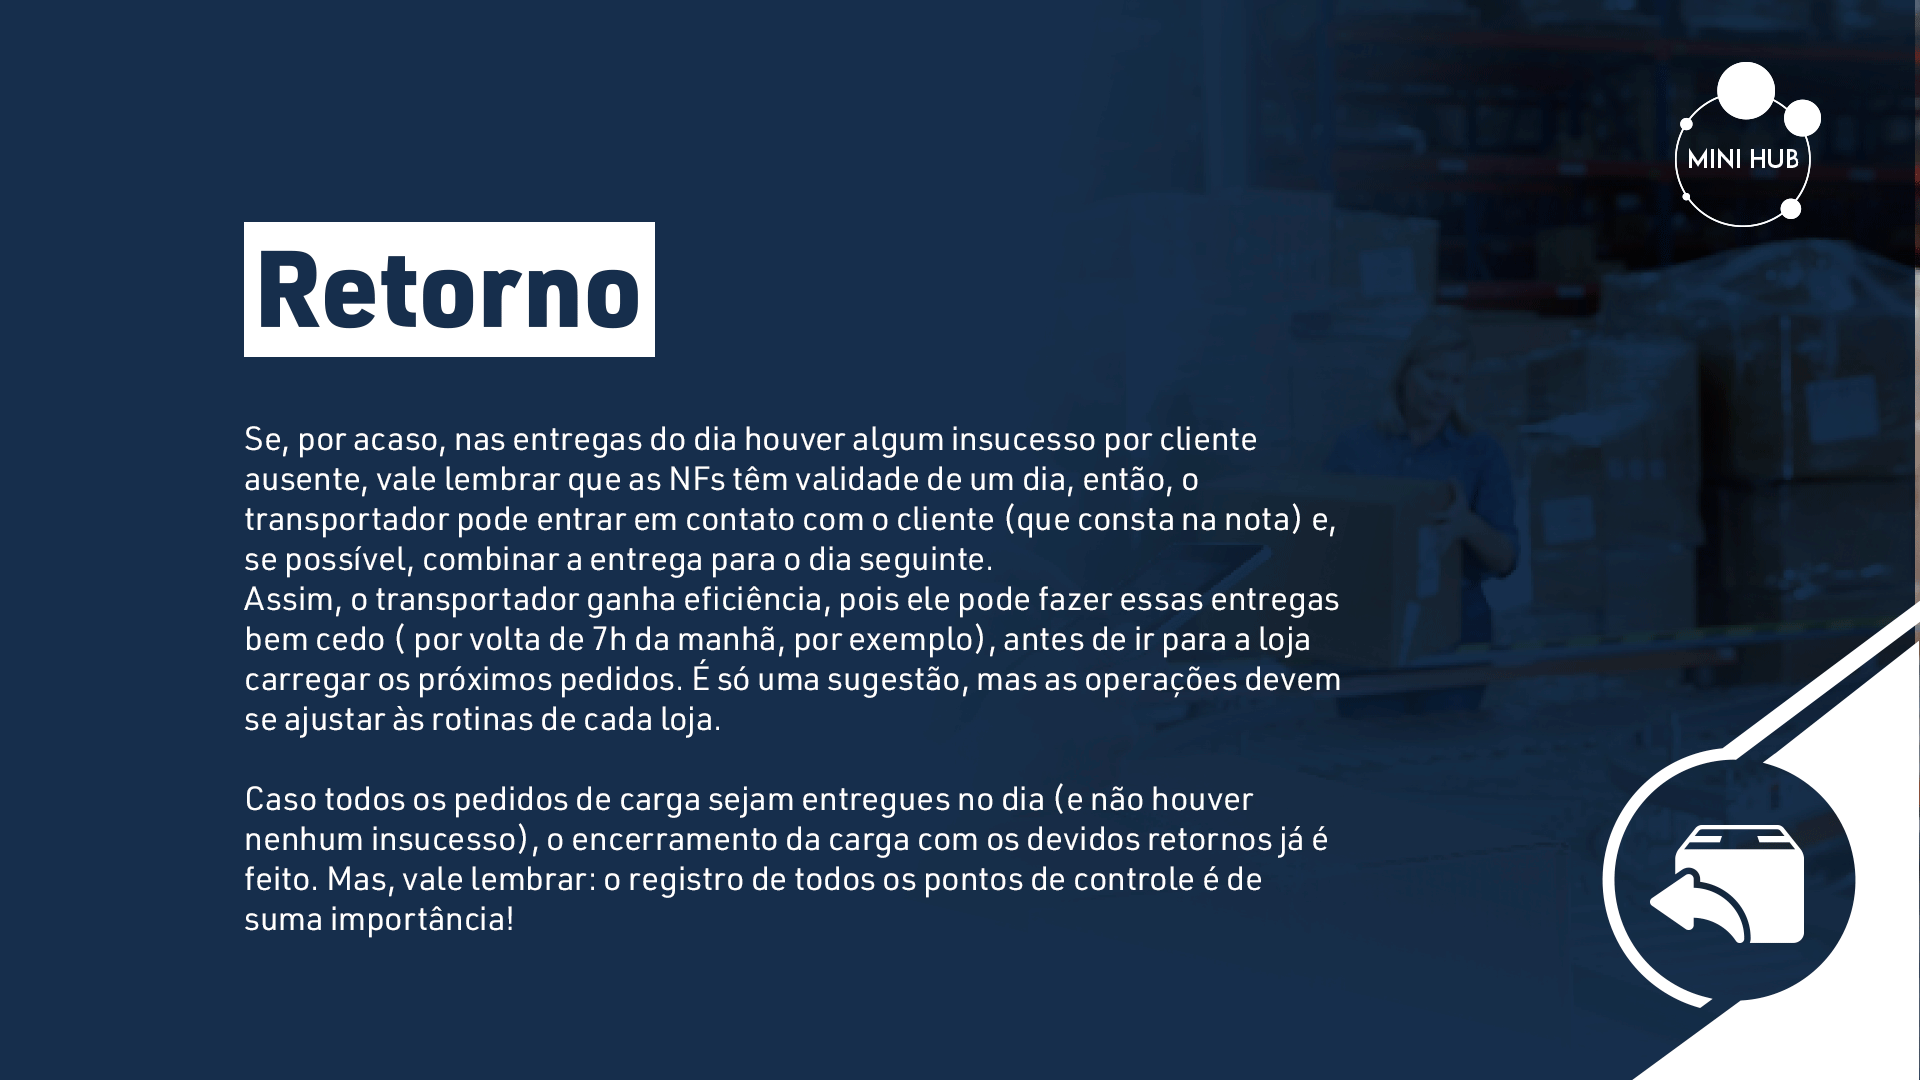 MINI HUB
Retorno
Se, por acaso, nas entregas do dia houver algum insucesso por cliente
ausente, vale lembrar que as NFs têm validade de um dia, então, o
transportador pode entrar em contato com o cliente (que consta na nota) e,
se possível, combinar a entrega para o dia seguinte.
Assim, o transportador ganha eficiência, pois ele pode fazer essas entregas
bem cedo ( por volta de 7h da manhã, por exemplo), antes de ir para a loja
carregar os próximos pedidos. É só uma sugestão, mas as operações devem
se ajustar às rotinas de cada loja.
Caso todos os pedidos de carga sejam entregues no dia (e não houver
nenhum insucesso), o encerramento da carga com os devidos retornos já é
feito. Mas, vale lembrar: o registro de todos os pontos de controle é de
suma importância!